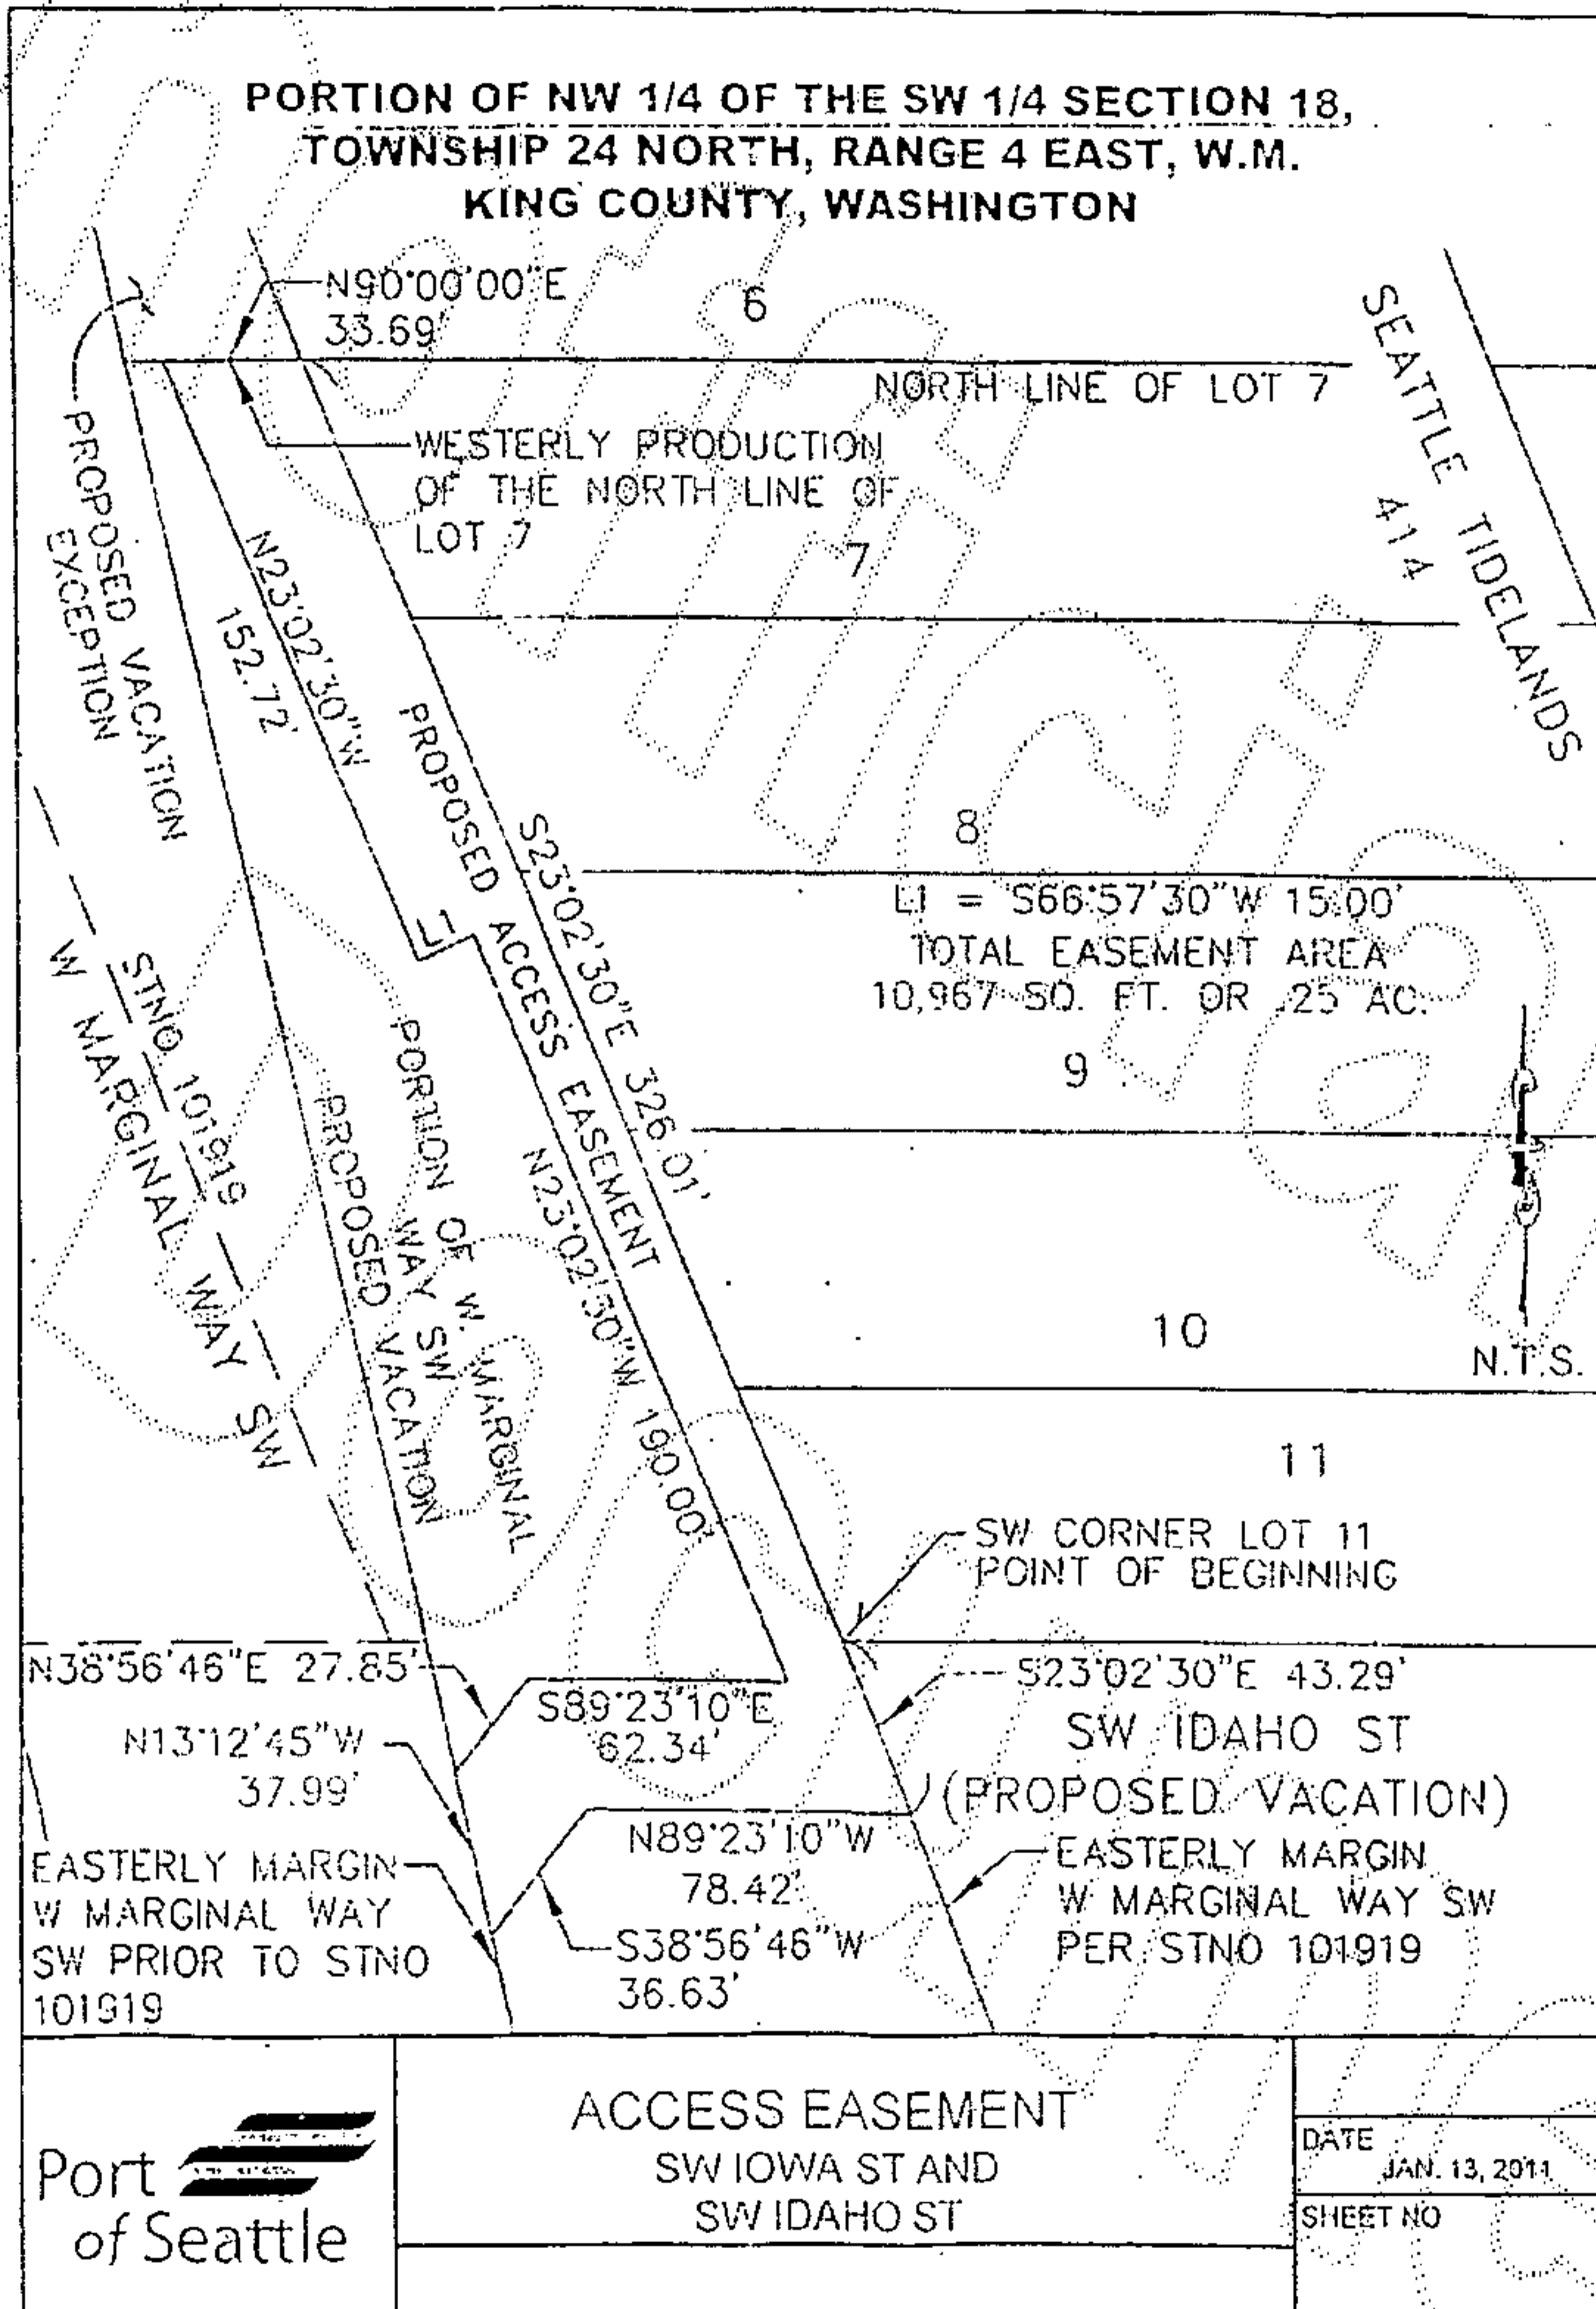 PORTION OF NW 1/4 OF THE SW 1/4 SECTION 18,
TOWNSHIP 24 NORTH, RANGE 4 EAST, W.M.
KING COUNTY, WASHINGTON
N90°00'00"E
33.69'
6
NORTH LINE OF LOT 7
WESTERLY PRODUCTION
OF THE NORTH LINE OF
LOT 7
7
SEATTLE TIDELANDS
414
PROPOSED VACATION
EXCEPTION
N23°02'30"W
152.72'
PROPOSED ACCESS EASEMENT
S23°02'30"E 326.01'
8
L1 = S66°57'30"W 15.00'
TOTAL EASEMENT AREA
10,967 SQ. FT. OR .25 AC.
L1
9
STNO 101919
W MARGINAL WAY SW
PORTION OF W. MARGINAL
WAY SW
PROPOSED VACATION
N23°02'30"W 190.00'
10
N.T.S.
11
SW CORNER LOT 11
POINT OF BEGINNING
N38°56'46"E 27.85'
S89°23'10"E
62.34'
S23°02'30"E 43.29'
SW IDAHO ST
(PROPOSED VACATION)
N13°12'45"W
37.99'
N89°23'10"W
78.42'
EASTERLY MARGIN
W MARGINAL WAY
SW PRIOR TO STNO
101919
S38°56'46"W
36.63'
EASTERLY MARGIN
W MARGINAL WAY SW
PER STNO 101919
Port
of Seattle
ACCESS EASEMENT
SW IOWA ST AND
SW IDAHO ST
DATE
JAN. 13, 2011
SHEET NO